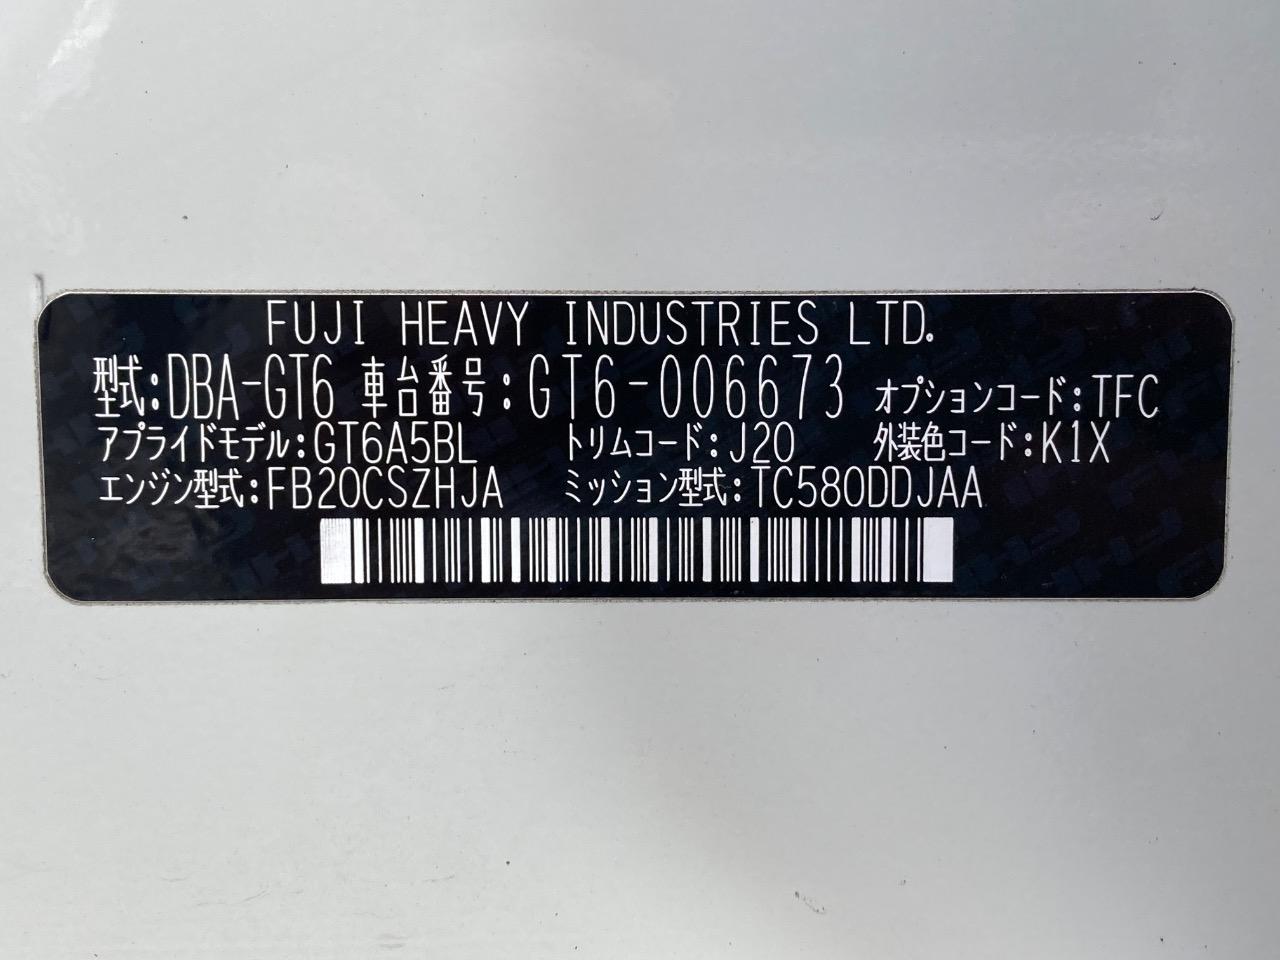 FUJI HEAVY INDUSTRIES LTD.
型式:DBA-GT6 車台番号:GT6-006673 オプションコード:TFC
アプライドモデル:GT6A5BL トリムコード:J20 外装色コード:K1X
エンジン型式:FB20CSZHJA ミッション型式:TC580DDJAA